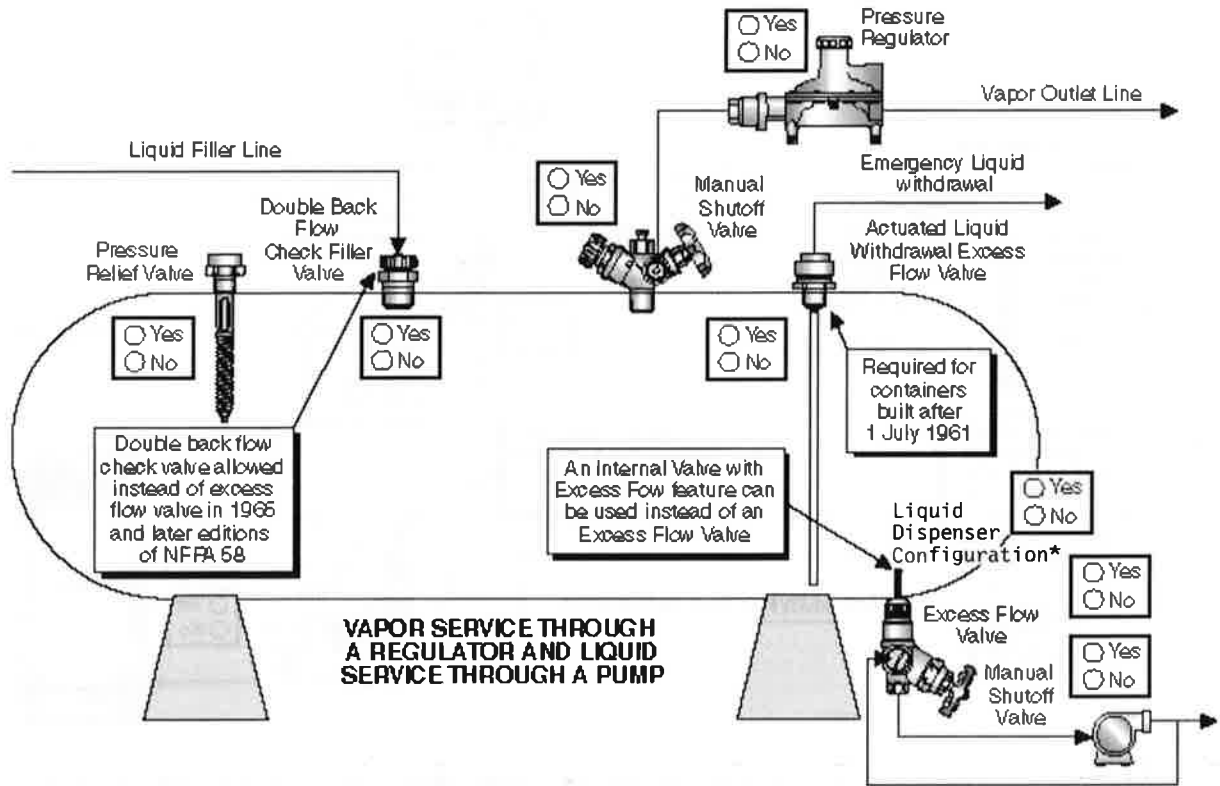 Yes
No
Pressure
Regulator
Vapor Outlet Line
Liquid Filler Line
Yes
No
Manual
Shutoff
Valve
Emergency Liquid
withdrawal
Double Back
Flow
Check Filler
Valve
Pressure
Relief Valve
Actuated Liquid
Withdrawal Excess
Flow Valve
Yes
No
Yes
No
Yes
No
Required for
containers
built after
1 July 1961
Double back flow
check valve allowed
instead of excess
flow valve in 1965
and later editions
of NFPA 58
An Internal Valve with
Excess Fow feature can
be used instead of an
Excess Flow Valve
Yes
No
Liquid
Dispenser
Configuration*
Yes
No
Excess Flow
Valve
Yes
No
Manual
Shutoff
Valve
VAPOR SERVICE THROUGH
A REGULATOR AND LIQUID
SERVICE THROUGH A PUMP